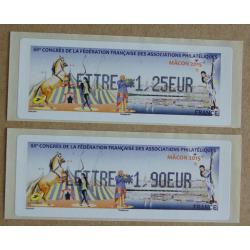 88e CONGRÈS DE LA FÉDÉRATION FRANÇAISE DES ASSOCIATIONS PHILATÉLIQUES
MÂCON 2015
LETTRE *1,25EUR
FRANCE
88e CONGRÈS DE LA FÉDÉRATION FRANÇAISE DES ASSOCIATIONS PHILATÉLIQUES
MÂCON 2015
LETTRE *1,90EUR
FRANCE